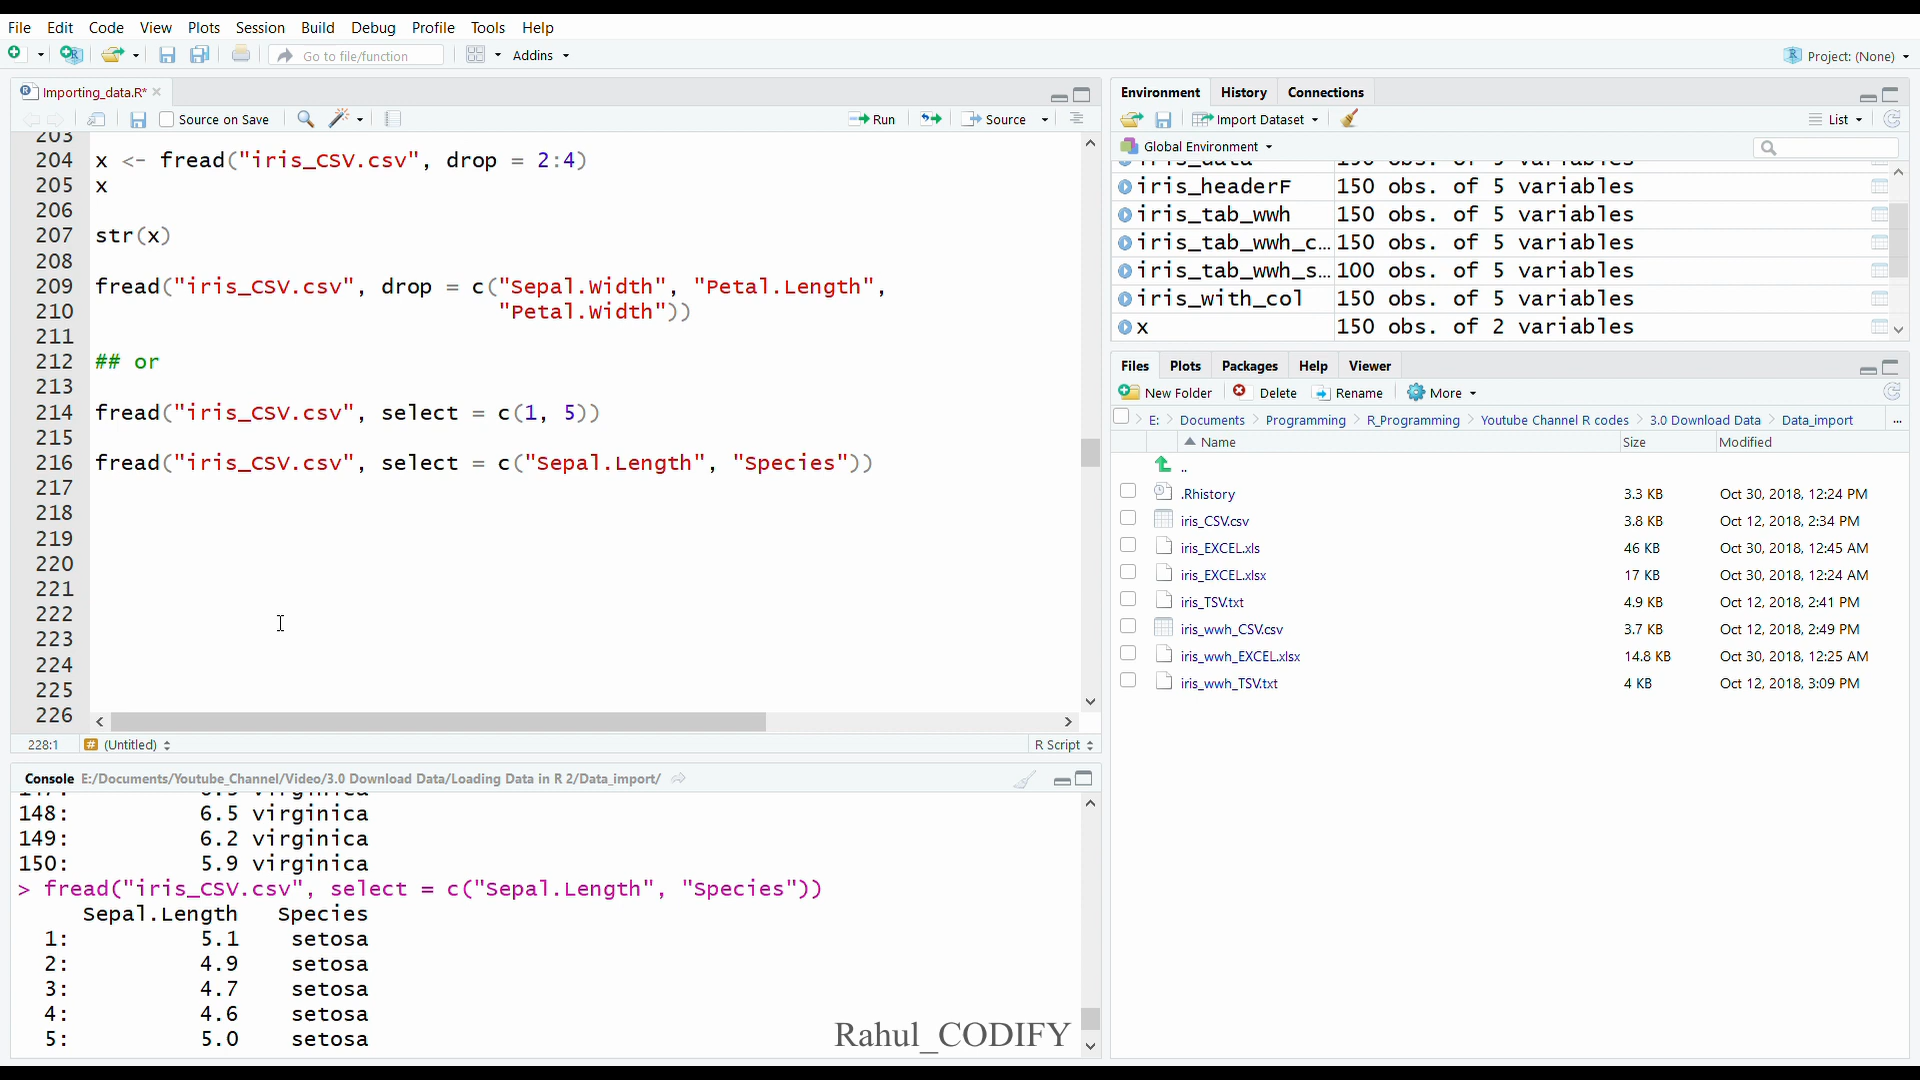 File Edit Code View Plots Session Build Debug Profile Tools Help
Go to file/function Addins Project: (None)
Importing_data.R*
Source on Save Run Source
203
204 x <- fread("iris_CSV.csv", drop = 2:4)
205 x
206
207 str(x)
208
209 fread("iris_CSV.csv", drop = c("Sepal.Width", "Petal.Length",
210 "Petal.Width"))
211
212 ## or
213
214 fread("iris_CSV.csv", select = c(1, 5))
215
216 fread("iris_CSV.csv", select = c("Sepal.Length", "Species"))
217
218
219
220
221
222
223
224
225
226
228:1 (Untitled) R Script
Console E:/Documents/Youtube_Channel/Video/3.0 Download Data/Loading Data in R 2/Data_import/
148: 6.5 virginica
149: 6.2 virginica
150: 5.9 virginica
> fread("iris_CSV.csv", select = c("Sepal.Length", "Species"))
Sepal.Length Species
1: 5.1 setosa
2: 4.9 setosa
3: 4.7 setosa
4: 4.6 setosa
5: 5.0 setosa
Rahul_CODIFY
Environment History Connections
Import Dataset List
Global Environment
iris_data 150 obs. of 5 variables
iris_headerF 150 obs. of 5 variables
iris_tab_wwh 150 obs. of 5 variables
iris_tab_wwh_c… 150 obs. of 5 variables
iris_tab_wwh_s… 100 obs. of 5 variables
iris_with_col 150 obs. of 5 variables
x 150 obs. of 2 variables
Files Plots Packages Help Viewer
New Folder Delete Rename More
E: Documents Programming R_Programming Youtube Channel R codes 3.0 Download Data Data_import ...
Name Size Modified
..
.Rhistory 3.3 KB Oct 30, 2018, 12:24 PM
iris_CSV.csv 3.8 KB Oct 12, 2018, 2:34 PM
iris_EXCEL.xls 46 KB Oct 30, 2018, 12:45 AM
iris_EXCEL.xlsx 17 KB Oct 30, 2018, 12:24 AM
iris_TSV.txt 4.9 KB Oct 12, 2018, 2:41 PM
iris_wwh_CSV.csv 3.7 KB Oct 12, 2018, 2:49 PM
iris_wwh_EXCEL.xlsx 14.8 KB Oct 30, 2018, 12:25 AM
iris_wwh_TSV.txt 4 KB Oct 12, 2018, 3:09 PM